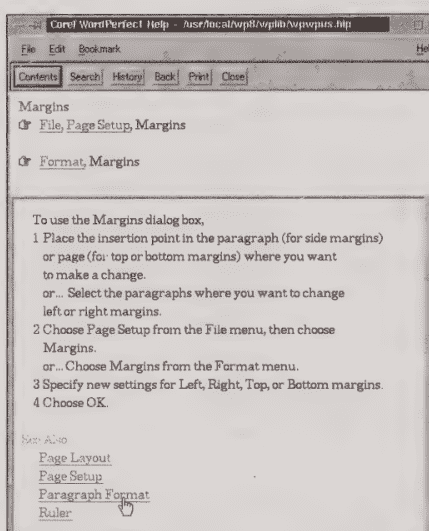 Corel WordPerfect Help - /usr/local/wp8/wplib/wpwpus.hlp
File Edit Bookmark Hel
Contents Search History Back Print Close
Margins
File, Page Setup, Margins
Format, Margins
To use the Margins dialog box,
1 Place the insertion point in the paragraph (for side margins)
or page (for top or bottom margins) where you want
to make a change.
or... Select the paragraphs where you want to change
left or right margins.
2 Choose Page Setup from the File menu, then choose
Margins.
or... Choose Margins from the Format menu.
3 Specify new settings for Left, Right, Top, or Bottom margins.
4 Choose OK.
See Also
Page Layout
Page Setup
Paragraph Format
Ruler